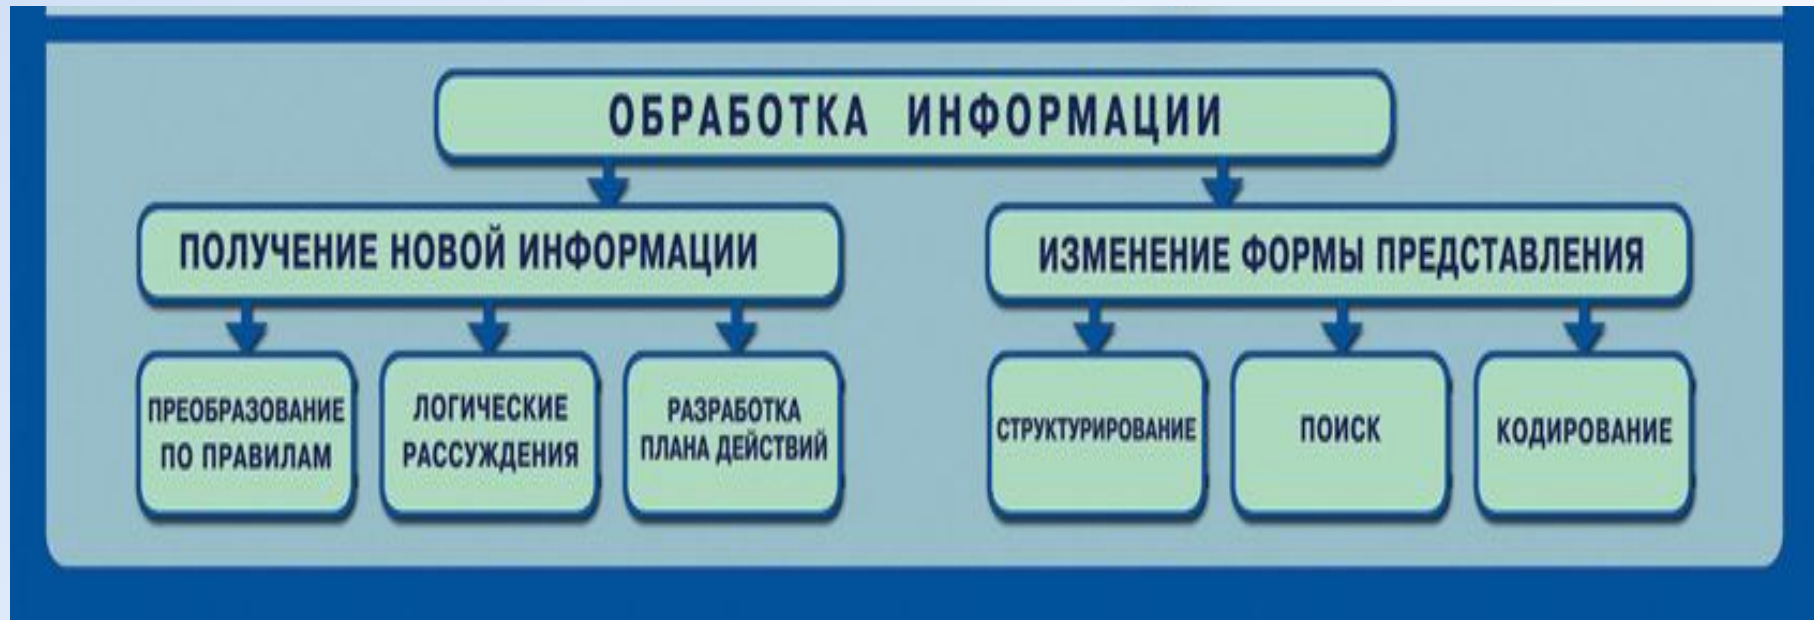 ОБРАБОТКА ИНФОРМАЦИИ
ПОЛУЧЕНИЕ НОВОЙ ИНФОРМАЦИИ
ИЗМЕНЕНИЕ ФОРМЫ ПРЕДСТАВЛЕНИЯ
ПРЕОБРАЗОВАНИЕ
ПО ПРАВИЛАМ
ЛОГИЧЕСКИЕ
РАССУЖДЕНИЯ
РАЗРАБОТКА
ПЛАНА ДЕЙСТВИЙ
СТРУКТУРИРОВАНИЕ
ПОИСК
КОДИРОВАНИЕ